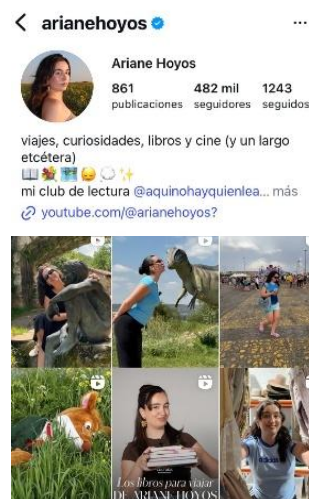 arianehoyos
Ariane Hoyos
861 482 mil 1243
publicaciones seguidores seguidos
viajes, curiosidades, libros y cine (y un largo
etcétera)
mi club de lectura @aquinohayquienlea... más
youtube.com/@arianehoyos?
Los libros para viajar
DE ARIANE HOYOS
adidas